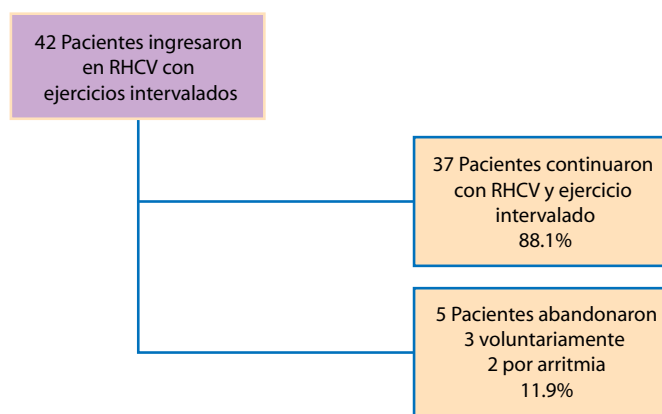 42 Pacientes ingresaron
en RHCV con
ejercicios intervalados
37 Pacientes continuaron
con RHCV y ejercicio
intervalado
88.1%
5 Pacientes abandonaron
3 voluntariamente
2 por arritmia
11.9%